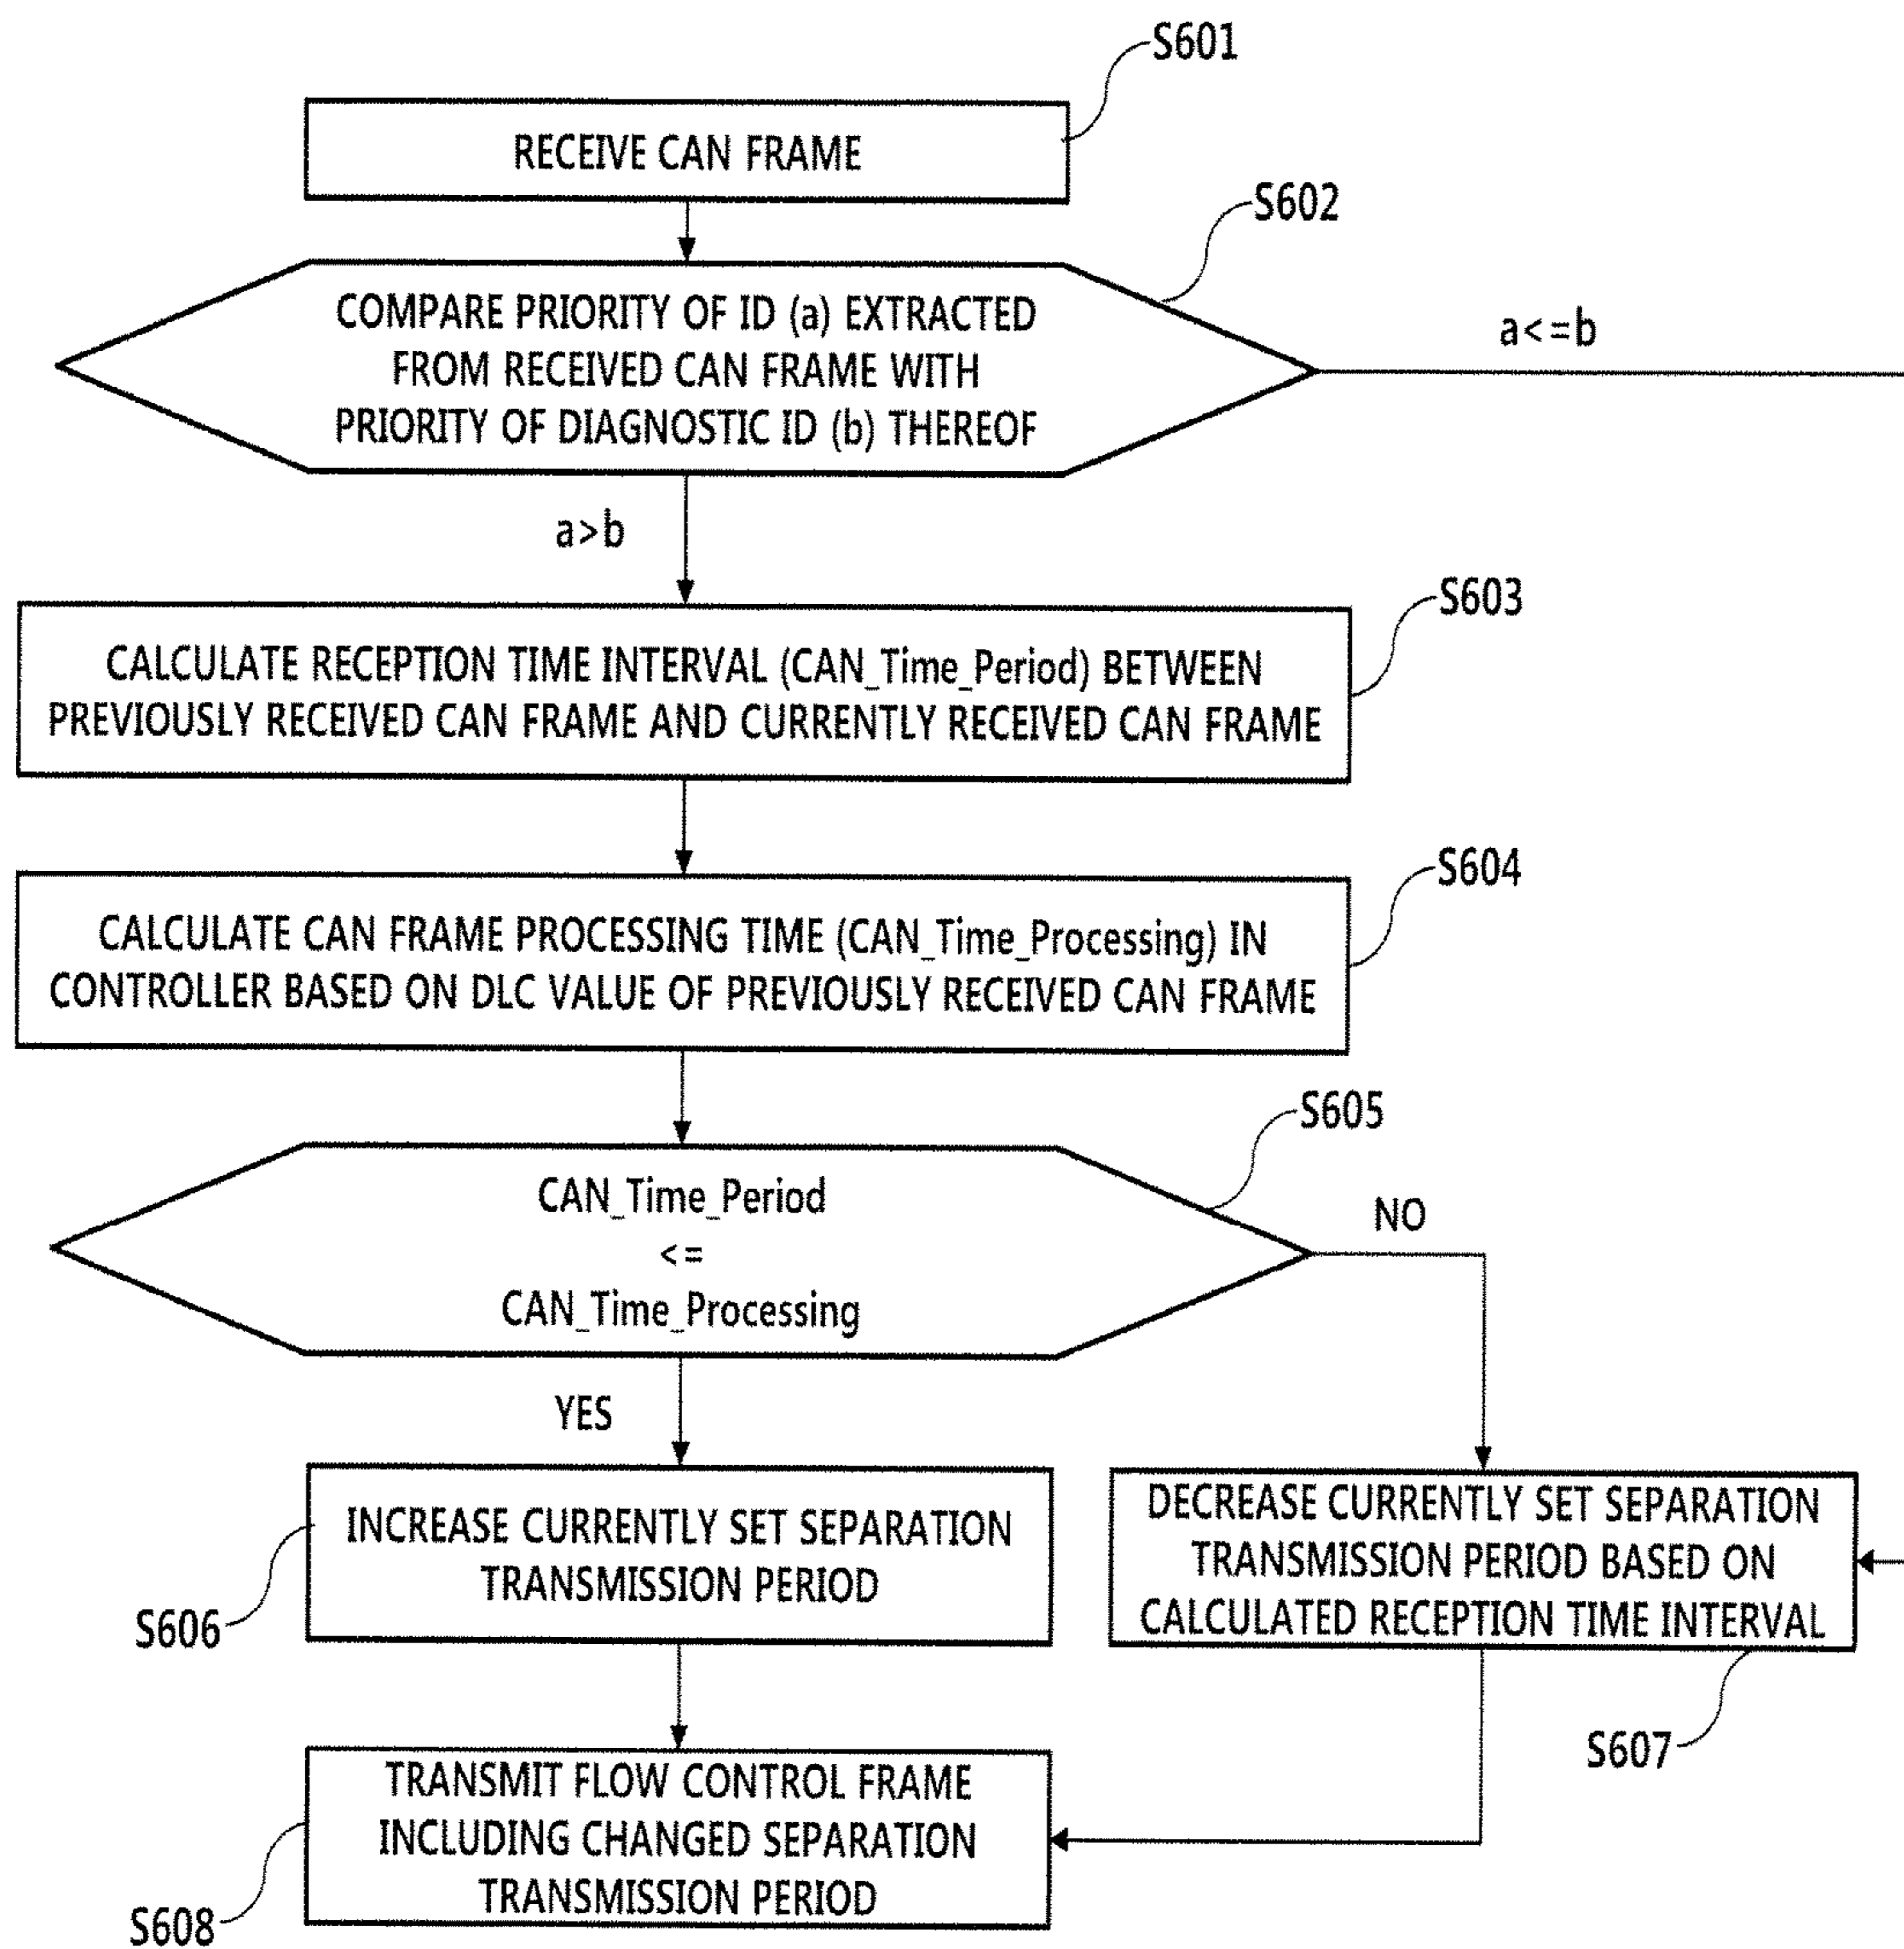 S601
RECEIVE CAN FRAME
S602
COMPARE PRIORITY OF ID (a) EXTRACTED
FROM RECEIVED CAN FRAME WITH
PRIORITY OF DIAGNOSTIC ID (b) THEREOF
a<=b
a>b
S603
CALCULATE RECEPTION TIME INTERVAL (CAN_Time_Period) BETWEEN
PREVIOUSLY RECEIVED CAN FRAME AND CURRENTLY RECEIVED CAN FRAME
S604
CALCULATE CAN FRAME PROCESSING TIME (CAN_Time_Processing) IN
CONTROLLER BASED ON DLC VALUE OF PREVIOUSLY RECEIVED CAN FRAME
S605
CAN_Time_Period
<=
CAN_Time_Processing
NO
YES
INCREASE CURRENTLY SET SEPARATION
TRANSMISSION PERIOD
S606
DECREASE CURRENTLY SET SEPARATION
TRANSMISSION PERIOD BASED ON
CALCULATED RECEPTION TIME INTERVAL
S607
TRANSMIT FLOW CONTROL FRAME
INCLUDING CHANGED SEPARATION
TRANSMISSION PERIOD
S608